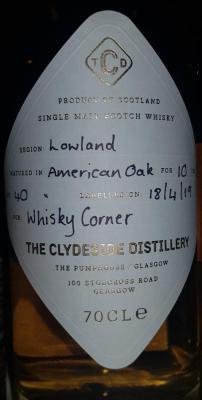 T C D
PRODUCT OF SCOTLAND
SINGLE MALT SCOTCH WHISKY
REGION Lowland
MATURED IN American Oak FOR 10
40 % LABELLED ON 18/4/19
FOR Whisky Corner
THE CLYDESIDE DISTILLERY
THE PUMPHOUSE / GLASGOW
100 STOBCROSS ROAD
GLASGOW
70CLe